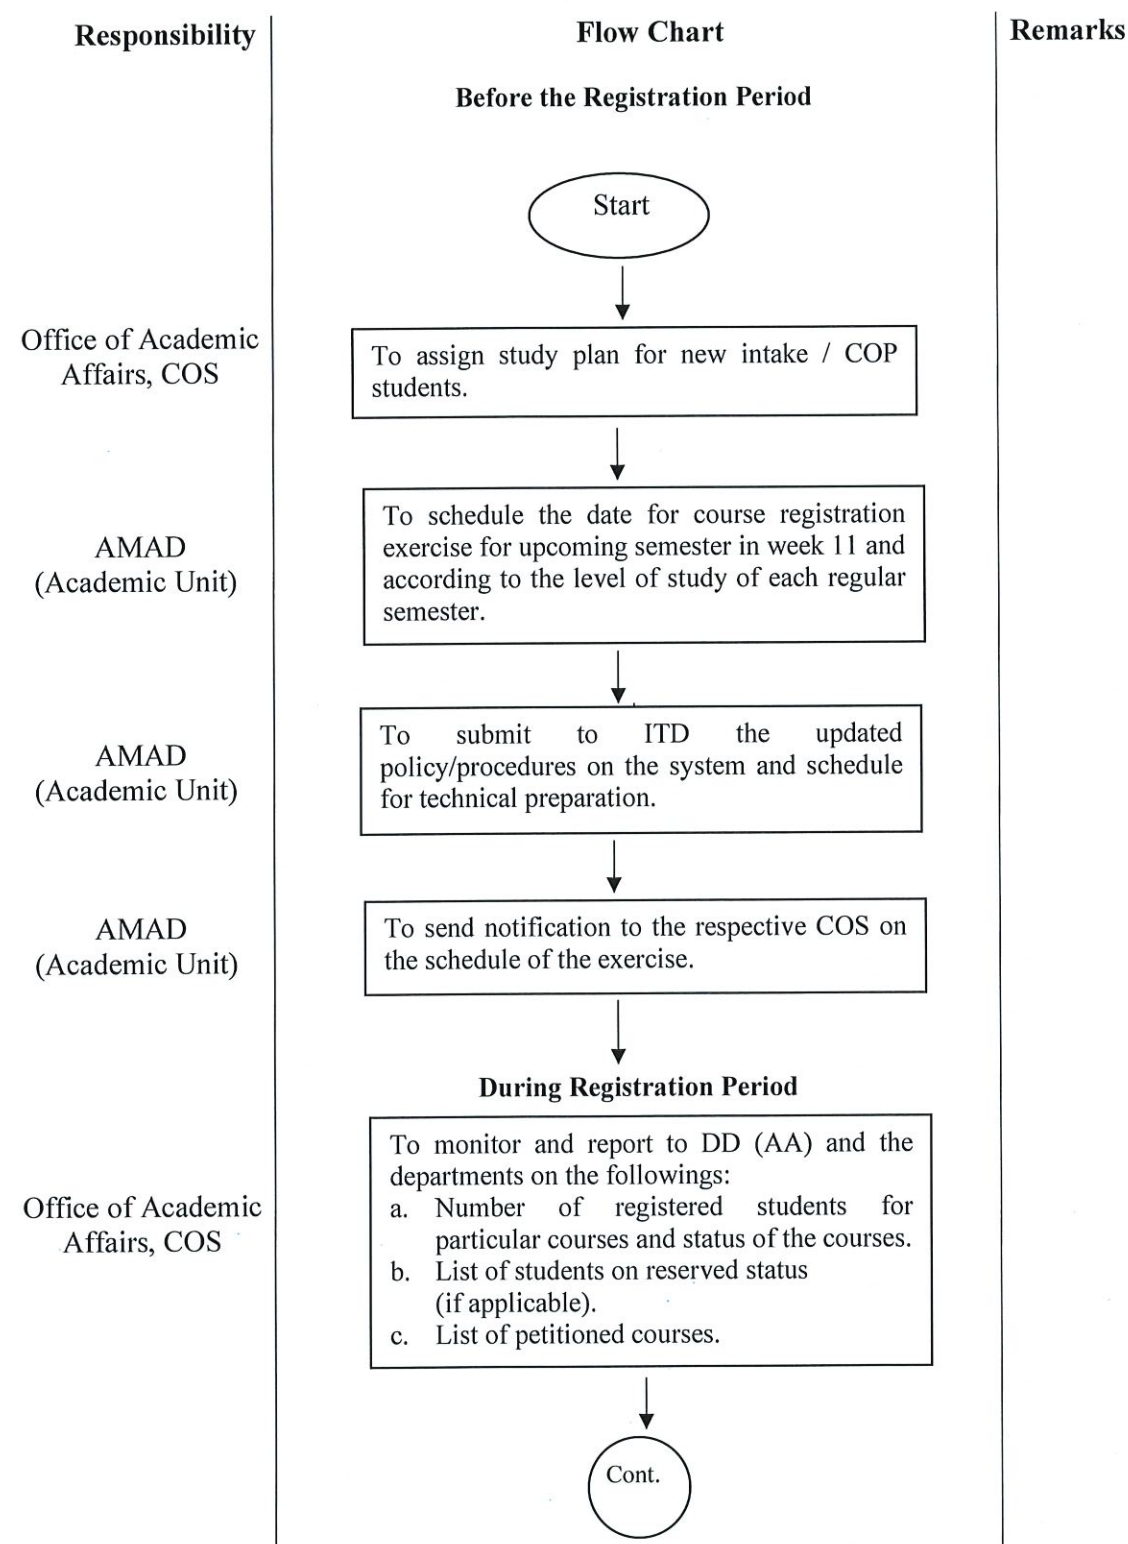 Responsibility
Flow Chart
Remarks
Before the Registration Period
Start
Office of Academic
Affairs, COS
To assign study plan for new intake / COP
students.
AMAD
(Academic Unit)
To schedule the date for course registration
exercise for upcoming semester in week 11 and
according to the level of study of each regular
semester.
AMAD
(Academic Unit)
To submit to ITD the updated
policy/procedures on the system and schedule
for technical preparation.
AMAD
(Academic Unit)
To send notification to the respective COS on
the schedule of the exercise.
During Registration Period
Office of Academic
Affairs, COS
To monitor and report to DD (AA) and the
departments on the followings:
a. Number of registered students for
particular courses and status of the courses.
b. List of students on reserved status
(if applicable).
c. List of petitioned courses.
Cont.